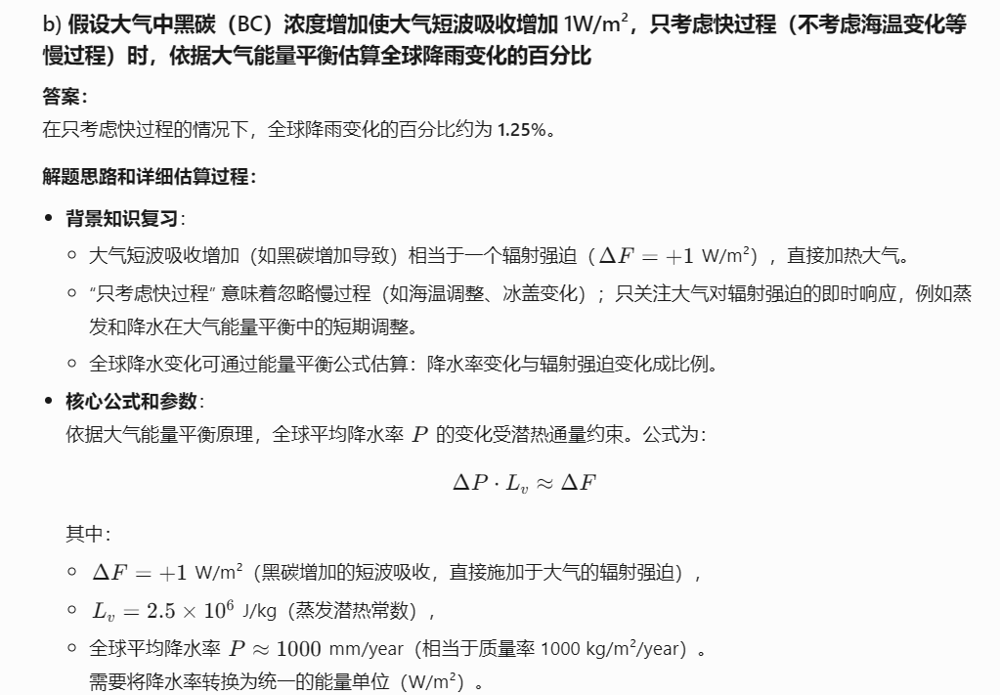 b) 假设大气中黑碳（BC）浓度增加使大气短波吸收增加 1W/m²，只考虑快过程（不考虑海温变化等
慢过程）时，依据大气能量平衡估算全球降雨变化的百分比
答案：
在只考虑快过程的情况下，全球降雨变化的百分比约为 1.25%。
解题思路和详细估算过程：
• 背景知识复习：
○ 大气短波吸收增加（如黑碳增加导致）相当于一个辐射强迫（ΔF = +1 W/m²），直接加热大气。
○ “只考虑快过程” 意味着忽略慢过程（如海温调整、冰盖变化）；只关注大气对辐射强迫的即时响应，例如蒸
发和降水在大气能量平衡中的短期调整。
○ 全球降水变化可通过能量平衡公式估算：降水率变化与辐射强迫变化成比例。
• 核心公式和参数：
依据大气能量平衡原理，全球平均降水率 P 的变化受潜热通量约束。公式为：
ΔP · Lᵥ ≈ ΔF
其中：
○ ΔF = +1 W/m²（黑碳增加的短波吸收，直接施加于大气的辐射强迫），
○ Lᵥ = 2.5 × 10⁶ J/kg（蒸发潜热常数），
○ 全球平均降水率 P ≈ 1000 mm/year（相当于质量率 1000 kg/m²/year）。
需要将降水率转换为统一的能量单位（W/m²）。